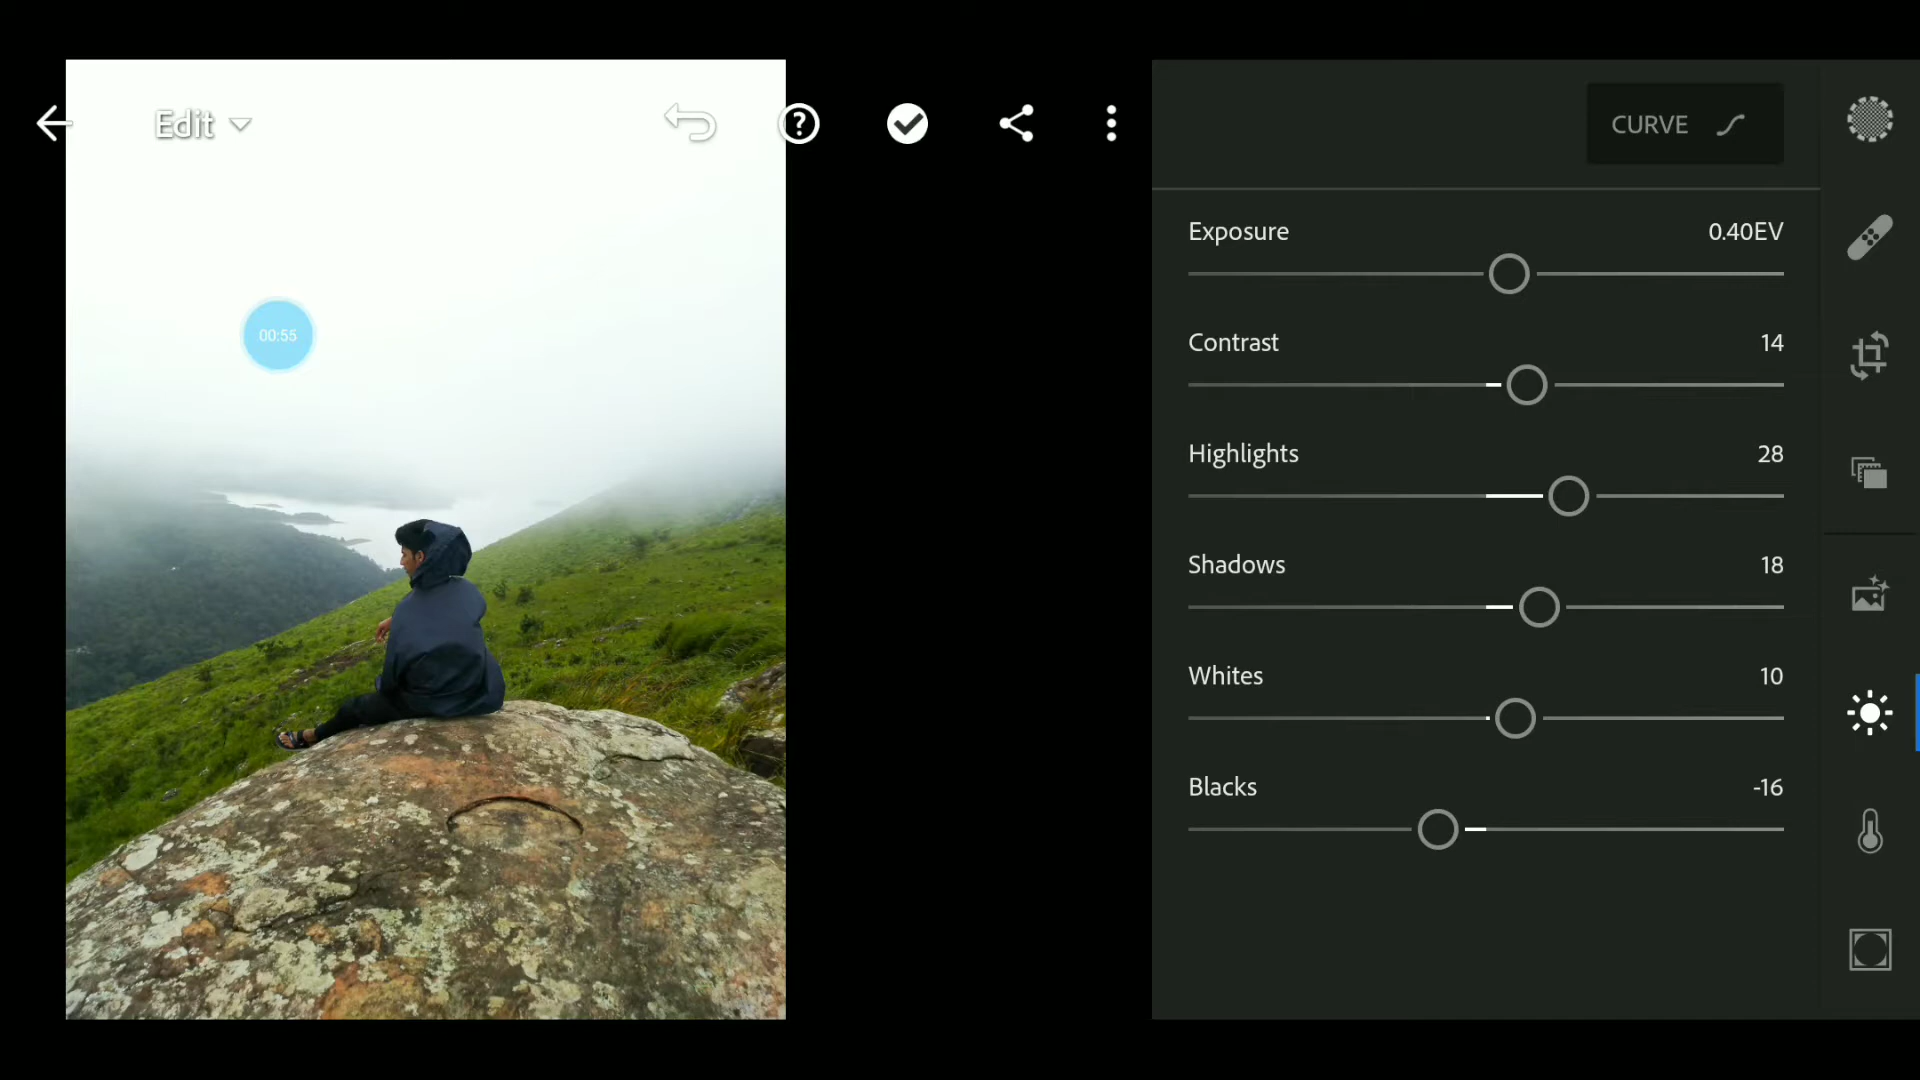 Edit
CURVE
Exposure 0.40EV
00:55
Contrast 14
Highlights 28
Shadows 18
Whites 10
Blacks -16